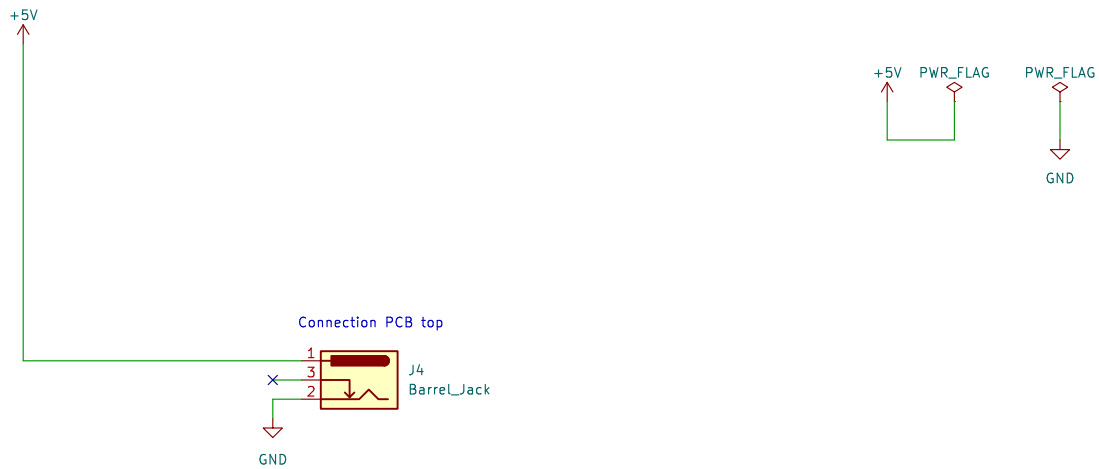 +5V
+5V
PWR_FLAG
PWR_FLAG
GND
Connection PCB top
1
3
2
J4
Barrel_Jack
GND